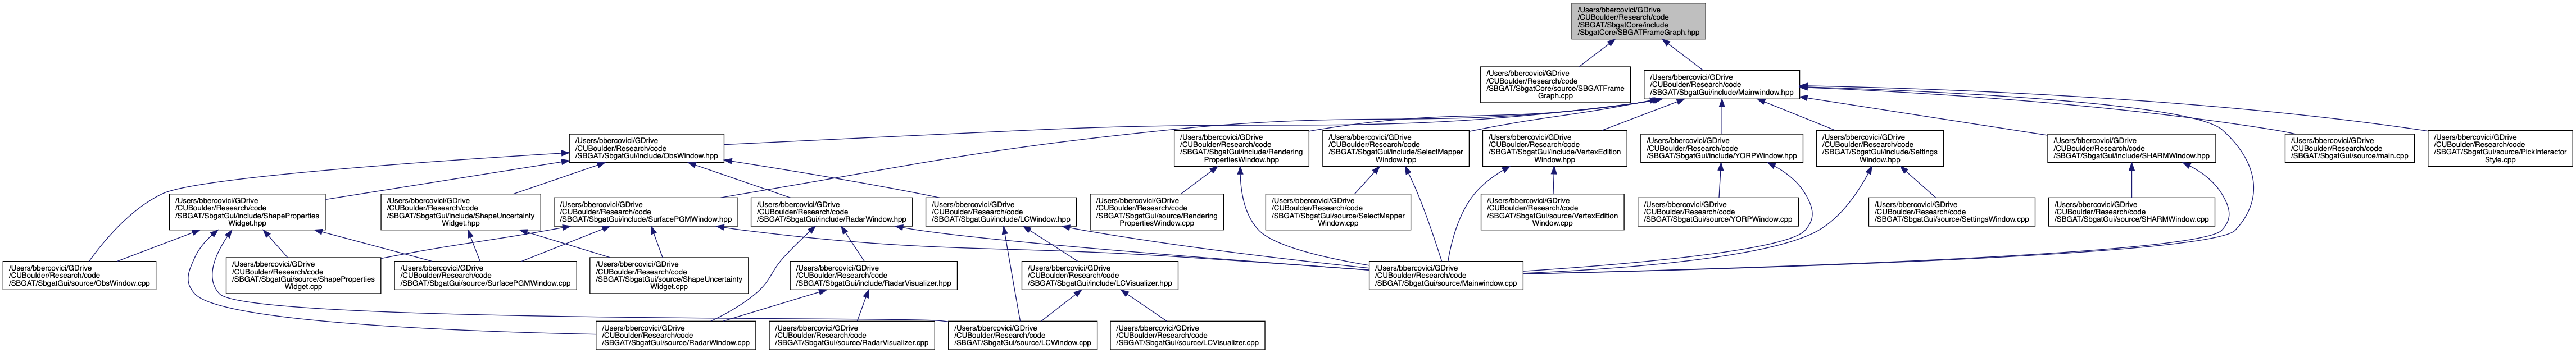 /Users/bbercovici/GDrive
/CUBoulder/Research/code
/SBGAT/SbgatCore/include
/SbgatCore/SBGATFrameGraph.hpp
/Users/bbercovici/GDrive
/CUBoulder/Research/code
/SBGAT/SbgatCore/source/SBGATFrame
Graph.cpp
/Users/bbercovici/GDrive
/CUBoulder/Research/code
/SBGAT/SbgatGui/include/Mainwindow.hpp
/Users/bbercovici/GDrive
/CUBoulder/Research/code
/SBGAT/SbgatGui/include/ObsWindow.hpp
/Users/bbercovici/GDrive
/CUBoulder/Research/code
/SBGAT/SbgatGui/include/Rendering
PropertiesWindow.hpp
/Users/bbercovici/GDrive
/CUBoulder/Research/code
/SBGAT/SbgatGui/include/SelectMapper
Window.hpp
/Users/bbercovici/GDrive
/CUBoulder/Research/code
/SBGAT/SbgatGui/include/VertexEdition
Window.hpp
/Users/bbercovici/GDrive
/CUBoulder/Research/code
/SBGAT/SbgatGui/include/YORPWindow.hpp
/Users/bbercovici/GDrive
/CUBoulder/Research/code
/SBGAT/SbgatGui/include/Settings
Window.hpp
/Users/bbercovici/GDrive
/CUBoulder/Research/code
/SBGAT/SbgatGui/include/SHARMWindow.hpp
/Users/bbercovici/GDrive
/CUBoulder/Research/code
/SBGAT/SbgatGui/source/main.cpp
/Users/bbercovici/GDrive
/CUBoulder/Research/code
/SBGAT/SbgatGui/source/PickInteractor
Style.cpp
/Users/bbercovici/GDrive
/CUBoulder/Research/code
/SBGAT/SbgatGui/include/ShapeProperties
Widget.hpp
/Users/bbercovici/GDrive
/CUBoulder/Research/code
/SBGAT/SbgatGui/include/ShapeUncertainty
Widget.hpp
/Users/bbercovici/GDrive
/CUBoulder/Research/code
/SBGAT/SbgatGui/include/SurfacePGMWindow.hpp
/Users/bbercovici/GDrive
/CUBoulder/Research/code
/SBGAT/SbgatGui/include/RadarWindow.hpp
/Users/bbercovici/GDrive
/CUBoulder/Research/code
/SBGAT/SbgatGui/include/LCWindow.hpp
/Users/bbercovici/GDrive
/CUBoulder/Research/code
/SBGAT/SbgatGui/source/Rendering
PropertiesWindow.cpp
/Users/bbercovici/GDrive
/CUBoulder/Research/code
/SBGAT/SbgatGui/source/SelectMapper
Window.cpp
/Users/bbercovici/GDrive
/CUBoulder/Research/code
/SBGAT/SbgatGui/source/VertexEdition
Window.cpp
/Users/bbercovici/GDrive
/CUBoulder/Research/code
/SBGAT/SbgatGui/source/YORPWindow.cpp
/Users/bbercovici/GDrive
/CUBoulder/Research/code
/SBGAT/SbgatGui/source/SettingsWindow.cpp
/Users/bbercovici/GDrive
/CUBoulder/Research/code
/SBGAT/SbgatGui/source/SHARMWindow.cpp
/Users/bbercovici/GDrive
/CUBoulder/Research/code
/SBGAT/SbgatGui/source/ObsWindow.cpp
/Users/bbercovici/GDrive
/CUBoulder/Research/code
/SBGAT/SbgatGui/source/ShapeProperties
Widget.cpp
/Users/bbercovici/GDrive
/CUBoulder/Research/code
/SBGAT/SbgatGui/source/SurfacePGMWindow.cpp
/Users/bbercovici/GDrive
/CUBoulder/Research/code
/SBGAT/SbgatGui/source/ShapeUncertainty
Widget.cpp
/Users/bbercovici/GDrive
/CUBoulder/Research/code
/SBGAT/SbgatGui/include/RadarVisualizer.hpp
/Users/bbercovici/GDrive
/CUBoulder/Research/code
/SBGAT/SbgatGui/include/LCVisualizer.hpp
/Users/bbercovici/GDrive
/CUBoulder/Research/code
/SBGAT/SbgatGui/source/Mainwindow.cpp
/Users/bbercovici/GDrive
/CUBoulder/Research/code
/SBGAT/SbgatGui/source/RadarWindow.cpp
/Users/bbercovici/GDrive
/CUBoulder/Research/code
/SBGAT/SbgatGui/source/RadarVisualizer.cpp
/Users/bbercovici/GDrive
/CUBoulder/Research/code
/SBGAT/SbgatGui/source/LCWindow.cpp
/Users/bbercovici/GDrive
/CUBoulder/Research/code
/SBGAT/SbgatGui/source/LCVisualizer.cpp